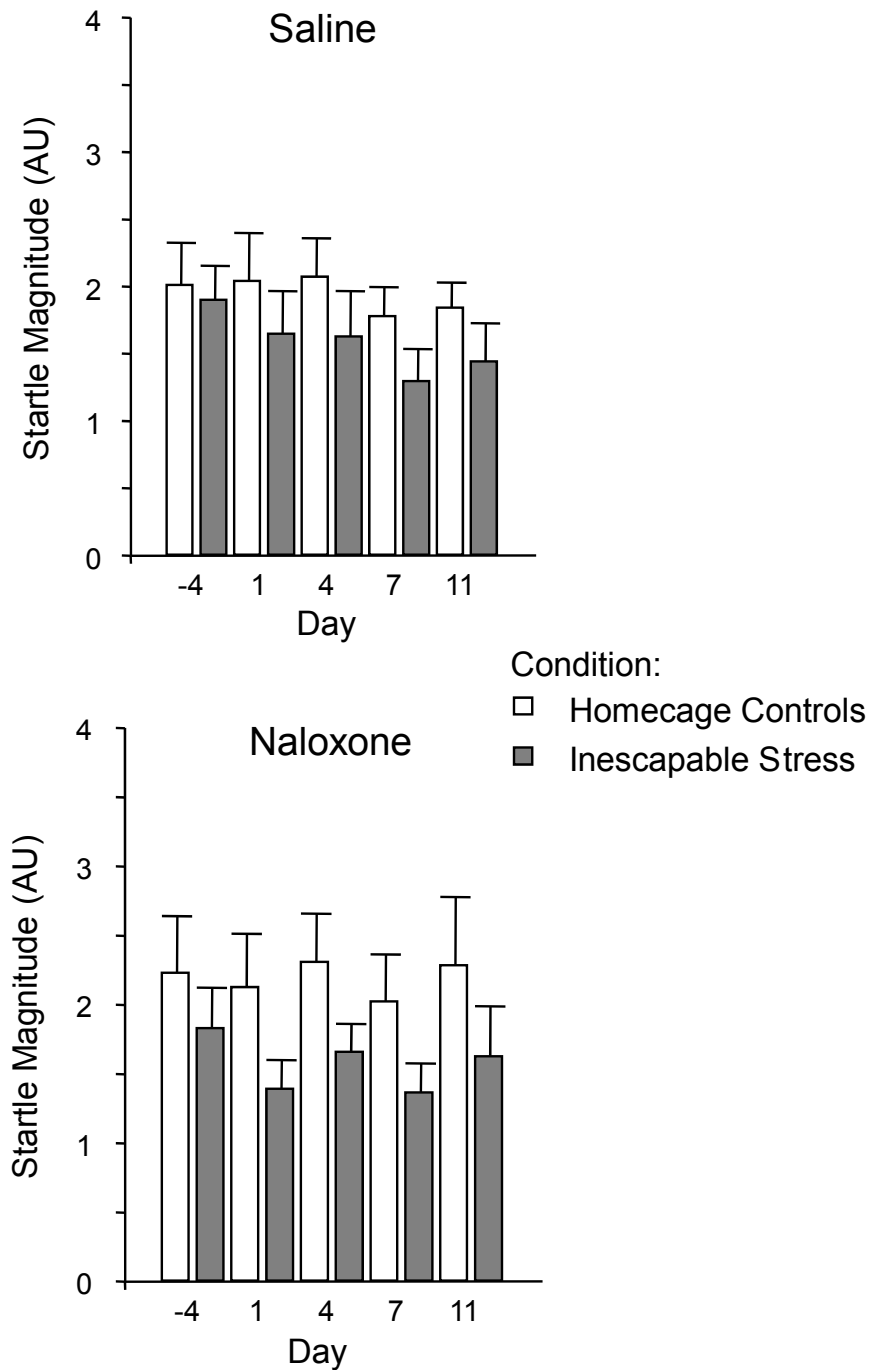 Saline
4
3
2
1
0
Startle Magnitude (AU)
-4 1 4 7 11
Day
Condition:
Homecage Controls
Inescapable Stress
Naloxone
4
3
2
1
0
Startle Magnitude (AU)
-4 1 4 7 11
Day